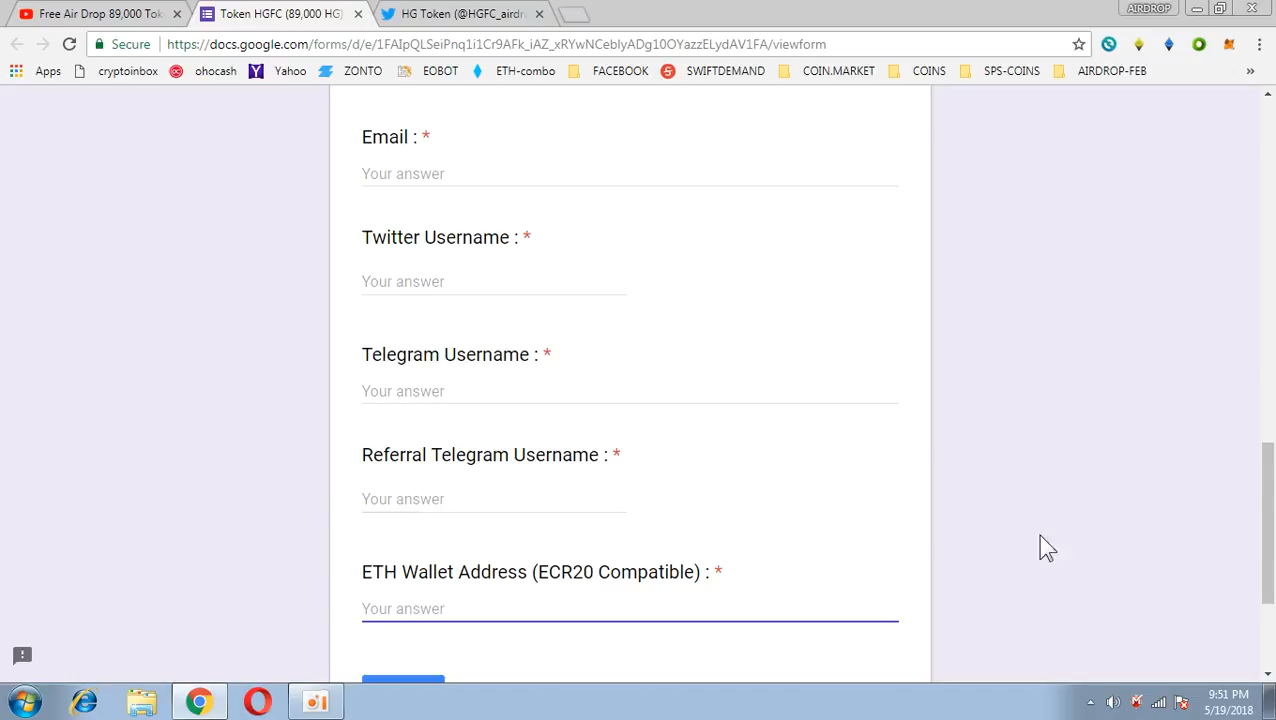 Free Air Drop 89,000 Tok
Token HGFC (89,000 HG)
HG Token (@HGFC_airdr
AIRDROP
Secure
https://docs.google.com/forms/d/e/1FAIpQLSeiPnq1i1Cr9AFk_iAZ_xRYwNCeblyADg10OYazzELydAV1FA/viewform
Apps cryptoinbox ohocash Yahoo ZONTO EOBOT ETH-combo FACEBOOK SWIFTDEMAND COIN.MARKET COINS SPS-COINS AIRDROP-FEB »
Email : *
Your answer
Twitter Username : *
Your answer
Telegram Username : *
Your answer
Referral Telegram Username : *
Your answer
ETH Wallet Address (ECR20 Compatible) : *
Your answer
9:51 PM
5/19/2018